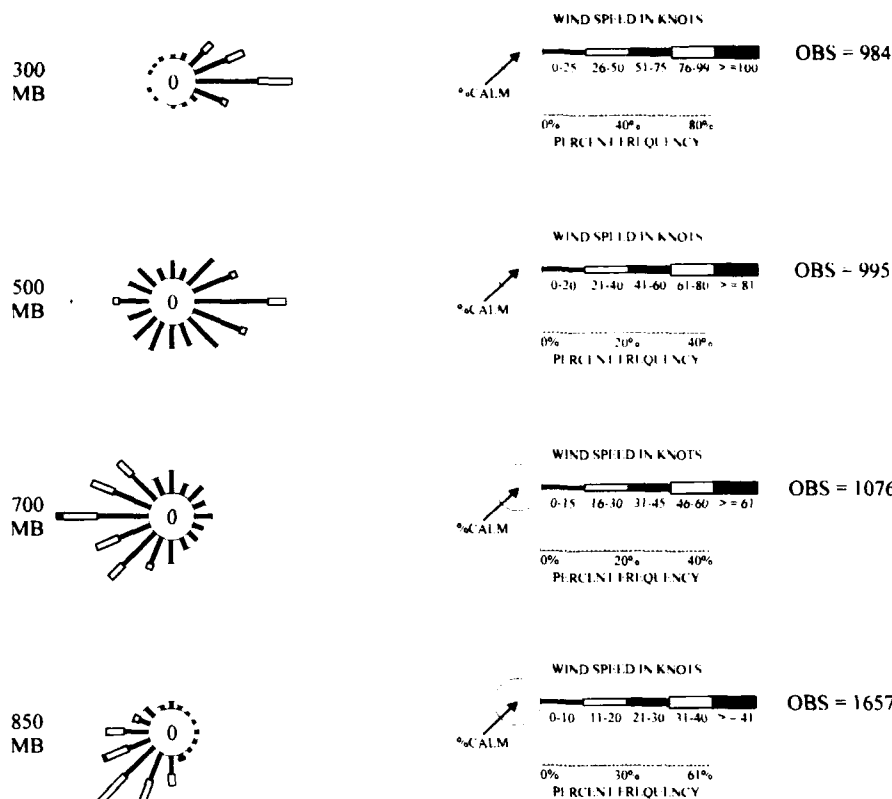 WIND SPEED IN KNOTS
300
MB
0
%CALM
0-25 26-50 51-75 76-99 >=100
OBS = 984
0% 40% 80%
PERCENT FREQUENCY
WIND SPEED IN KNOTS
500
MB
0
%CALM
0-20 21-40 41-60 61-80 >= 81
OBS = 995
0% 20% 40%
PERCENT FREQUENCY
WIND SPEED IN KNOTS
700
MB
0
%CALM
0-15 16-30 31-45 46-60 >= 61
OBS = 1076
0% 20% 40%
PERCENT FREQUENCY
WIND SPEED IN KNOTS
850
MB
0
%CALM
0-10 11-20 21-30 31-40 >= 41
OBS = 1657
0% 30% 61%
PERCENT FREQUENCY